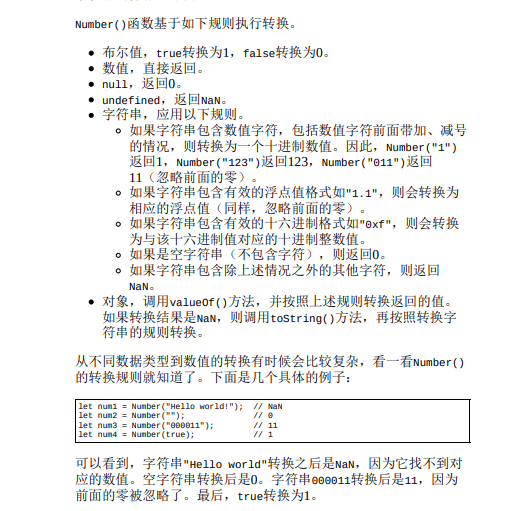 Number()函数基于如下规则执行转换。
布尔值，true转换为1，false转换为0。
数值，直接返回。
null，返回0。
undefined，返回NaN。
字符串，应用以下规则。
如果字符串包含数值字符，包括数值字符前面带加、减号
的情况，则转换为一个十进制数值。因此，Number("1")
返回1，Number("123")返回123，Number("011")返回
11（忽略前面的零）。
如果字符串包含有效的浮点值格式如"1.1"，则会转换为
相应的浮点值（同样，忽略前面的零）。
如果字符串包含有效的十六进制格式如"0xf"，则会转换
为与该十六进制值对应的十进制整数值。
如果是空字符串（不包含字符），则返回0。
如果字符串包含除上述情况之外的其他字符，则返回
NaN。
对象，调用valueOf()方法，并按照上述规则转换返回的值。
如果转换结果是NaN，则调用toString()方法，再按照转换字
符串的规则转换。
从不同数据类型到数值的转换有时候会比较复杂，看一看Number()
的转换规则就知道了。下面是几个具体的例子：
let num1 = Number("Hello world!");  // NaN
let num2 = Number("");              // 0
let num3 = Number("000011");        // 11
let num4 = Number(true);            // 1
可以看到，字符串"Hello world"转换之后是NaN，因为它找不到对
应的数值。空字符串转换后是0。字符串000011转换后是11，因为
前面的零被忽略了。最后，true转换为1。